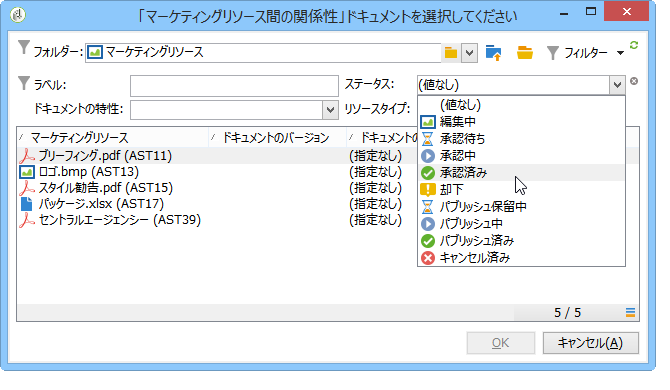 「マーケティングリソース間の関係性」ドキュメントを選択してください
フォルダー: マーケティングリソース フィルター
ラベル: ステータス: (値なし)
ドキュメントの特性: リソースタイプ:
(値なし)
編集中
承認待ち
承認中
承認済み
却下
パブリッシュ保留中
パブリッシュ中
パブリッシュ済み
キャンセル済み
マーケティングリソース ドキュメントのバージョン ドキュメントの
ブリーフィング.pdf (AST11) (指定なし)
ロゴ.bmp (AST13) (指定なし)
スタイル勧告.pdf (AST15) (指定なし)
パッケージ.xlsx (AST17) (指定なし)
セントラルエージェンシー (AST39) (指定なし)
5 / 5
OK キャンセル(A)